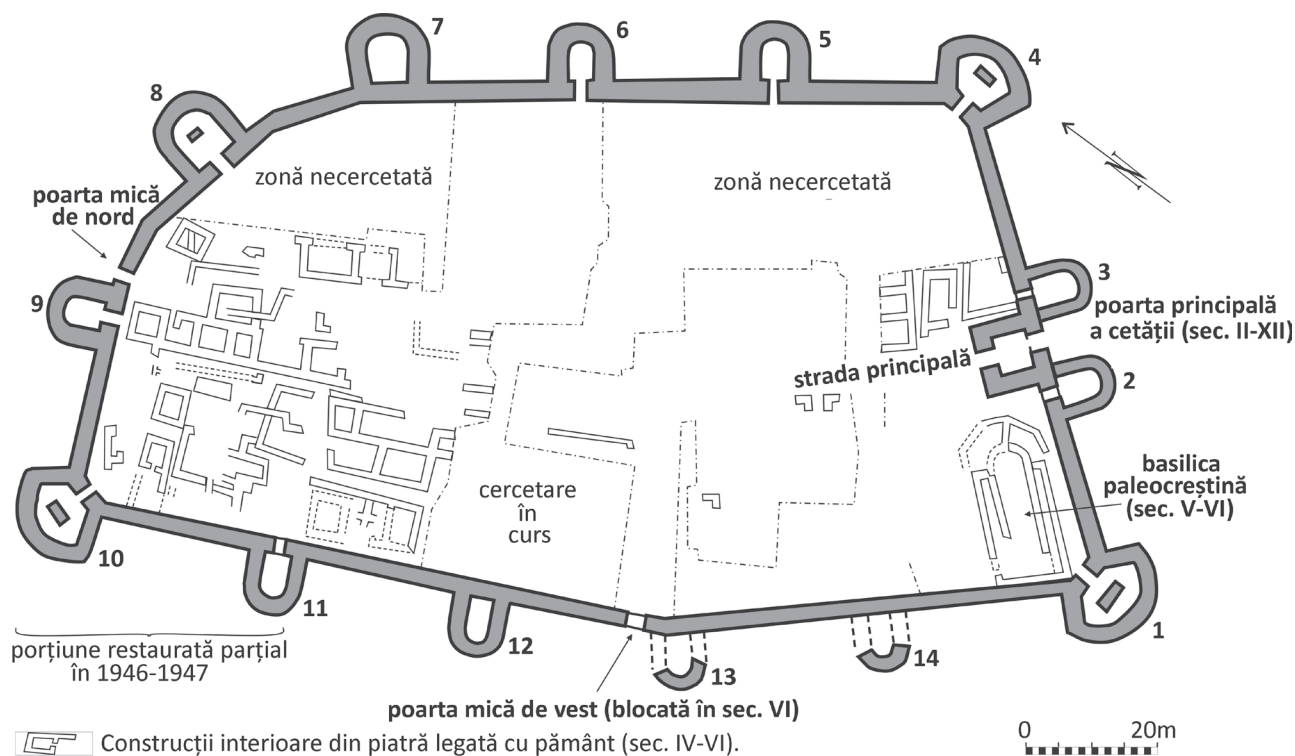 7
6
5
4
8
zonă necercetată
zonă necercetată
N
poarta mică
de nord
9
3
poarta principală
a cetății (sec. II-XII)
strada principală
2
basilica
paleocreștină
(sec. V-VI)
cercetare
în
curs
10
11
12
13
14
1
porțiune restaurată parțial
în 1946-1947
poarta mică de vest (blocată în sec. VI)
Construcții interioare din piatră legată cu pământ (sec. IV-VI).
0 20m